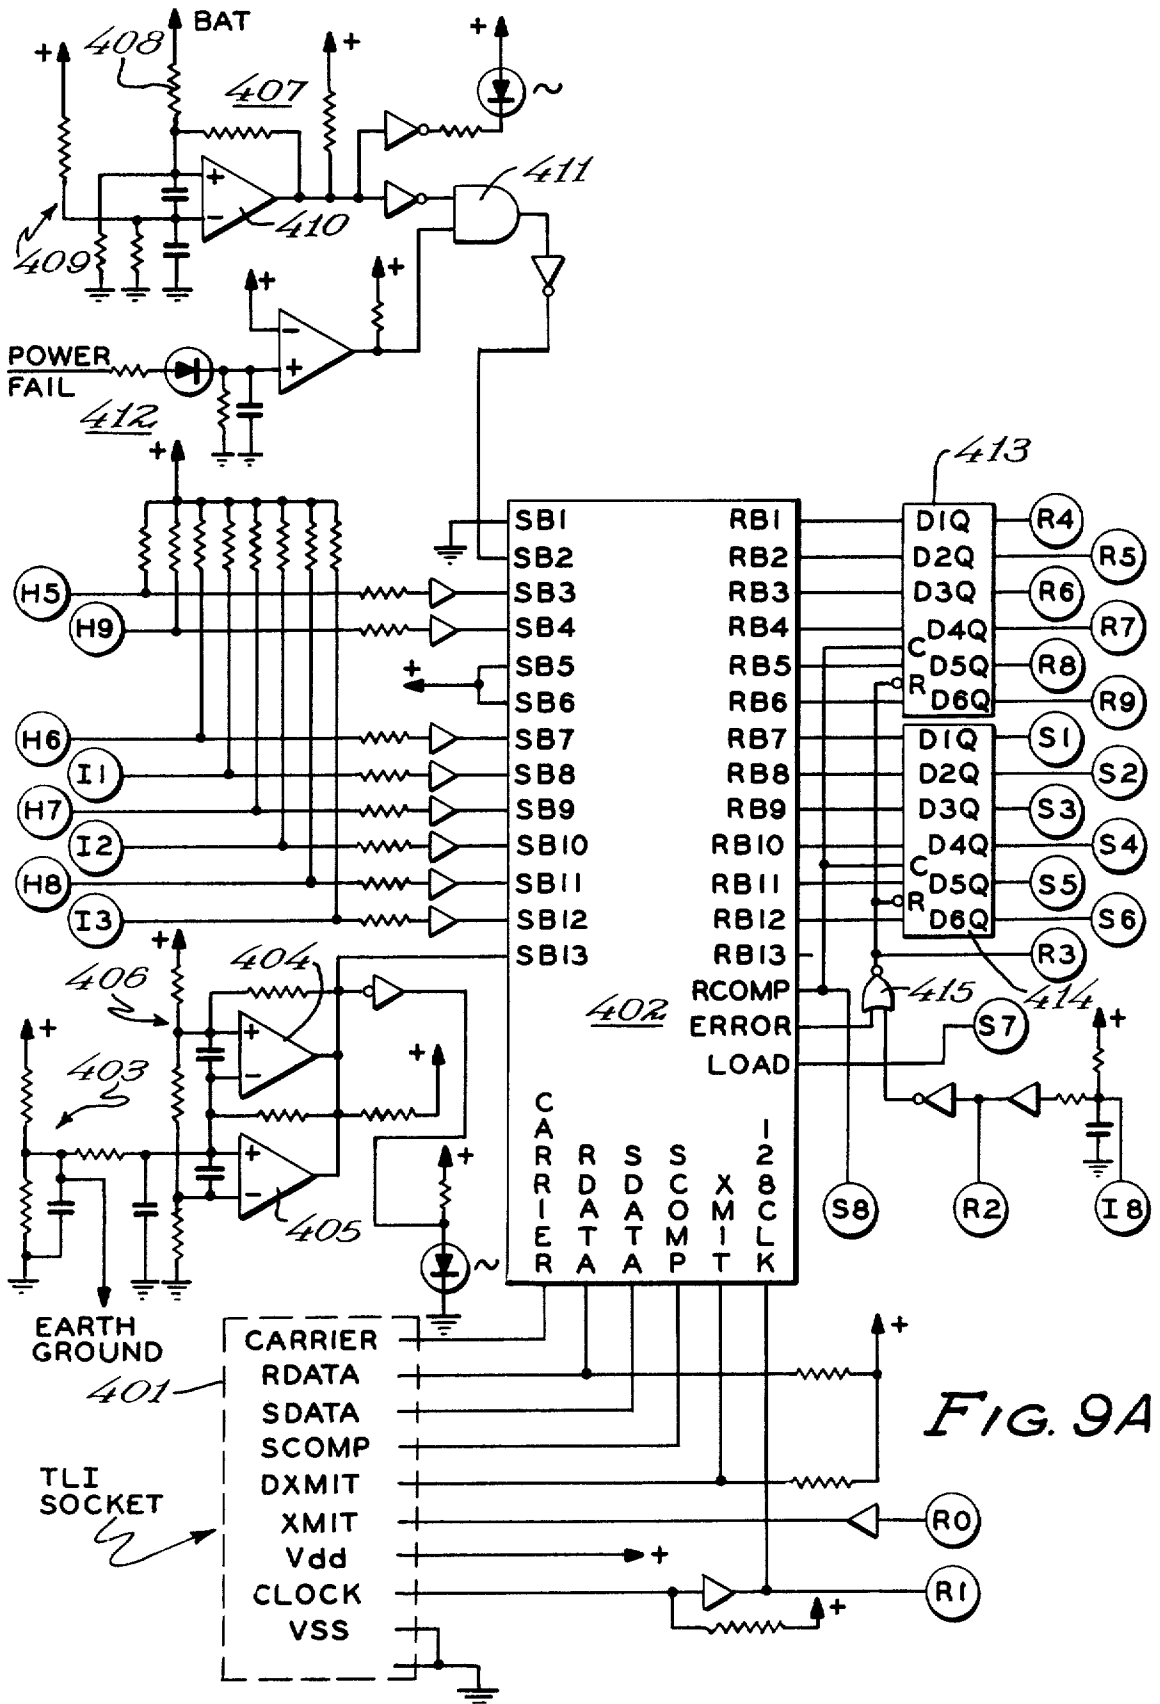 BAT
+ 408 + +
407
~
411
+
-
410
409
+ +
-
+
POWER
FAIL
412
+
413
SB1 RB1 D1Q R4
SB2 RB2 D2Q R5
H5 SB3 RB3 D3Q R6
H9 SB4 RB4 D4Q R7
C
+ SB5 RB5 D5Q R8
R
SB6 RB6 D6Q R9
H6 SB7 RB7 D1Q S1
I1 SB8 RB8 D2Q S2
H7 SB9 RB9 D3Q S3
I2 SB10 RB10 D4Q S4
C
H8 SB11 RB11 D5Q S5
R
I3 SB12 RB12 D6Q S6
+
404 SB13 RB13 R3
406 402 RCOMP 415 414
+ + ERROR S7 +
403 - + LOAD
+
-
405
+
~
CARRIER
RDATA
SDATA
SCOMP
XMIT
128CLK
S8 R2 I8
EARTH
GROUND
401
CARRIER +
RDATA
SDATA
SCOMP
DXMIT
XMIT R0
Vdd +
CLOCK R1
+
VSS
TLI
SOCKET
FIG. 9A